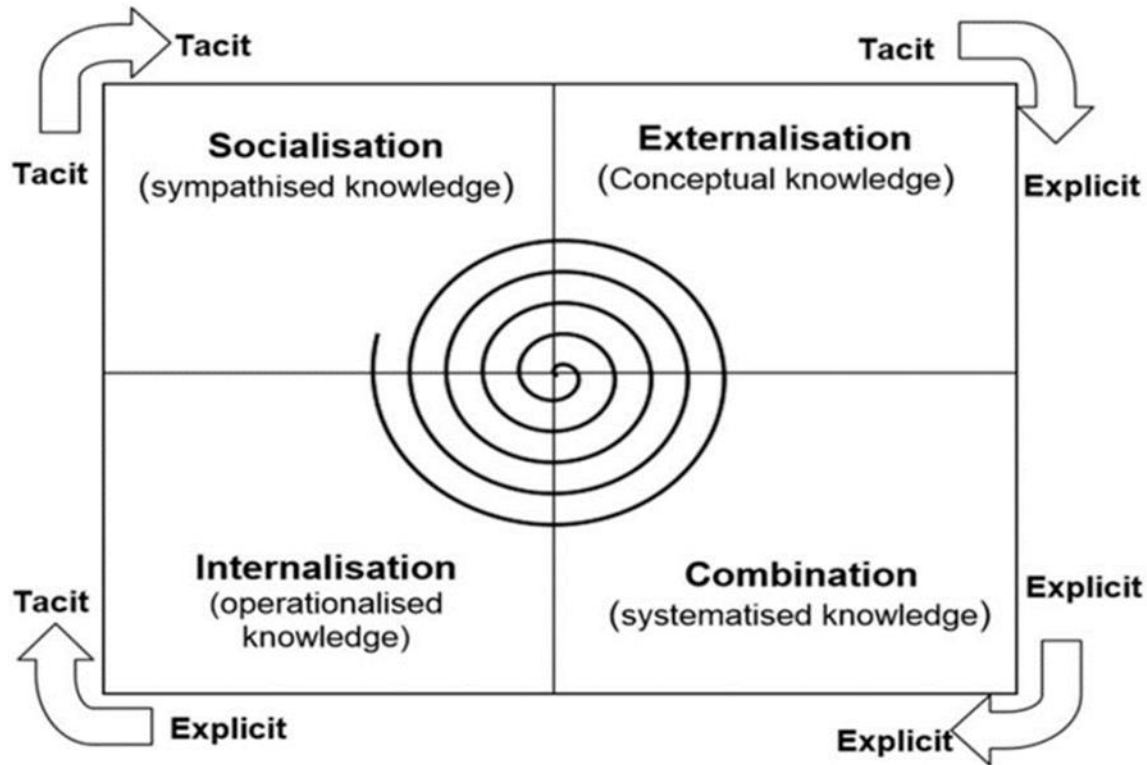 Tacit
Tacit
Tacit
Explicit
Socialisation
(sympathised knowledge)
Externalisation
(Conceptual knowledge)
Internalisation
(operationalised
knowledge)
Combination
(systematised knowledge)
Tacit
Explicit
Explicit
Explicit